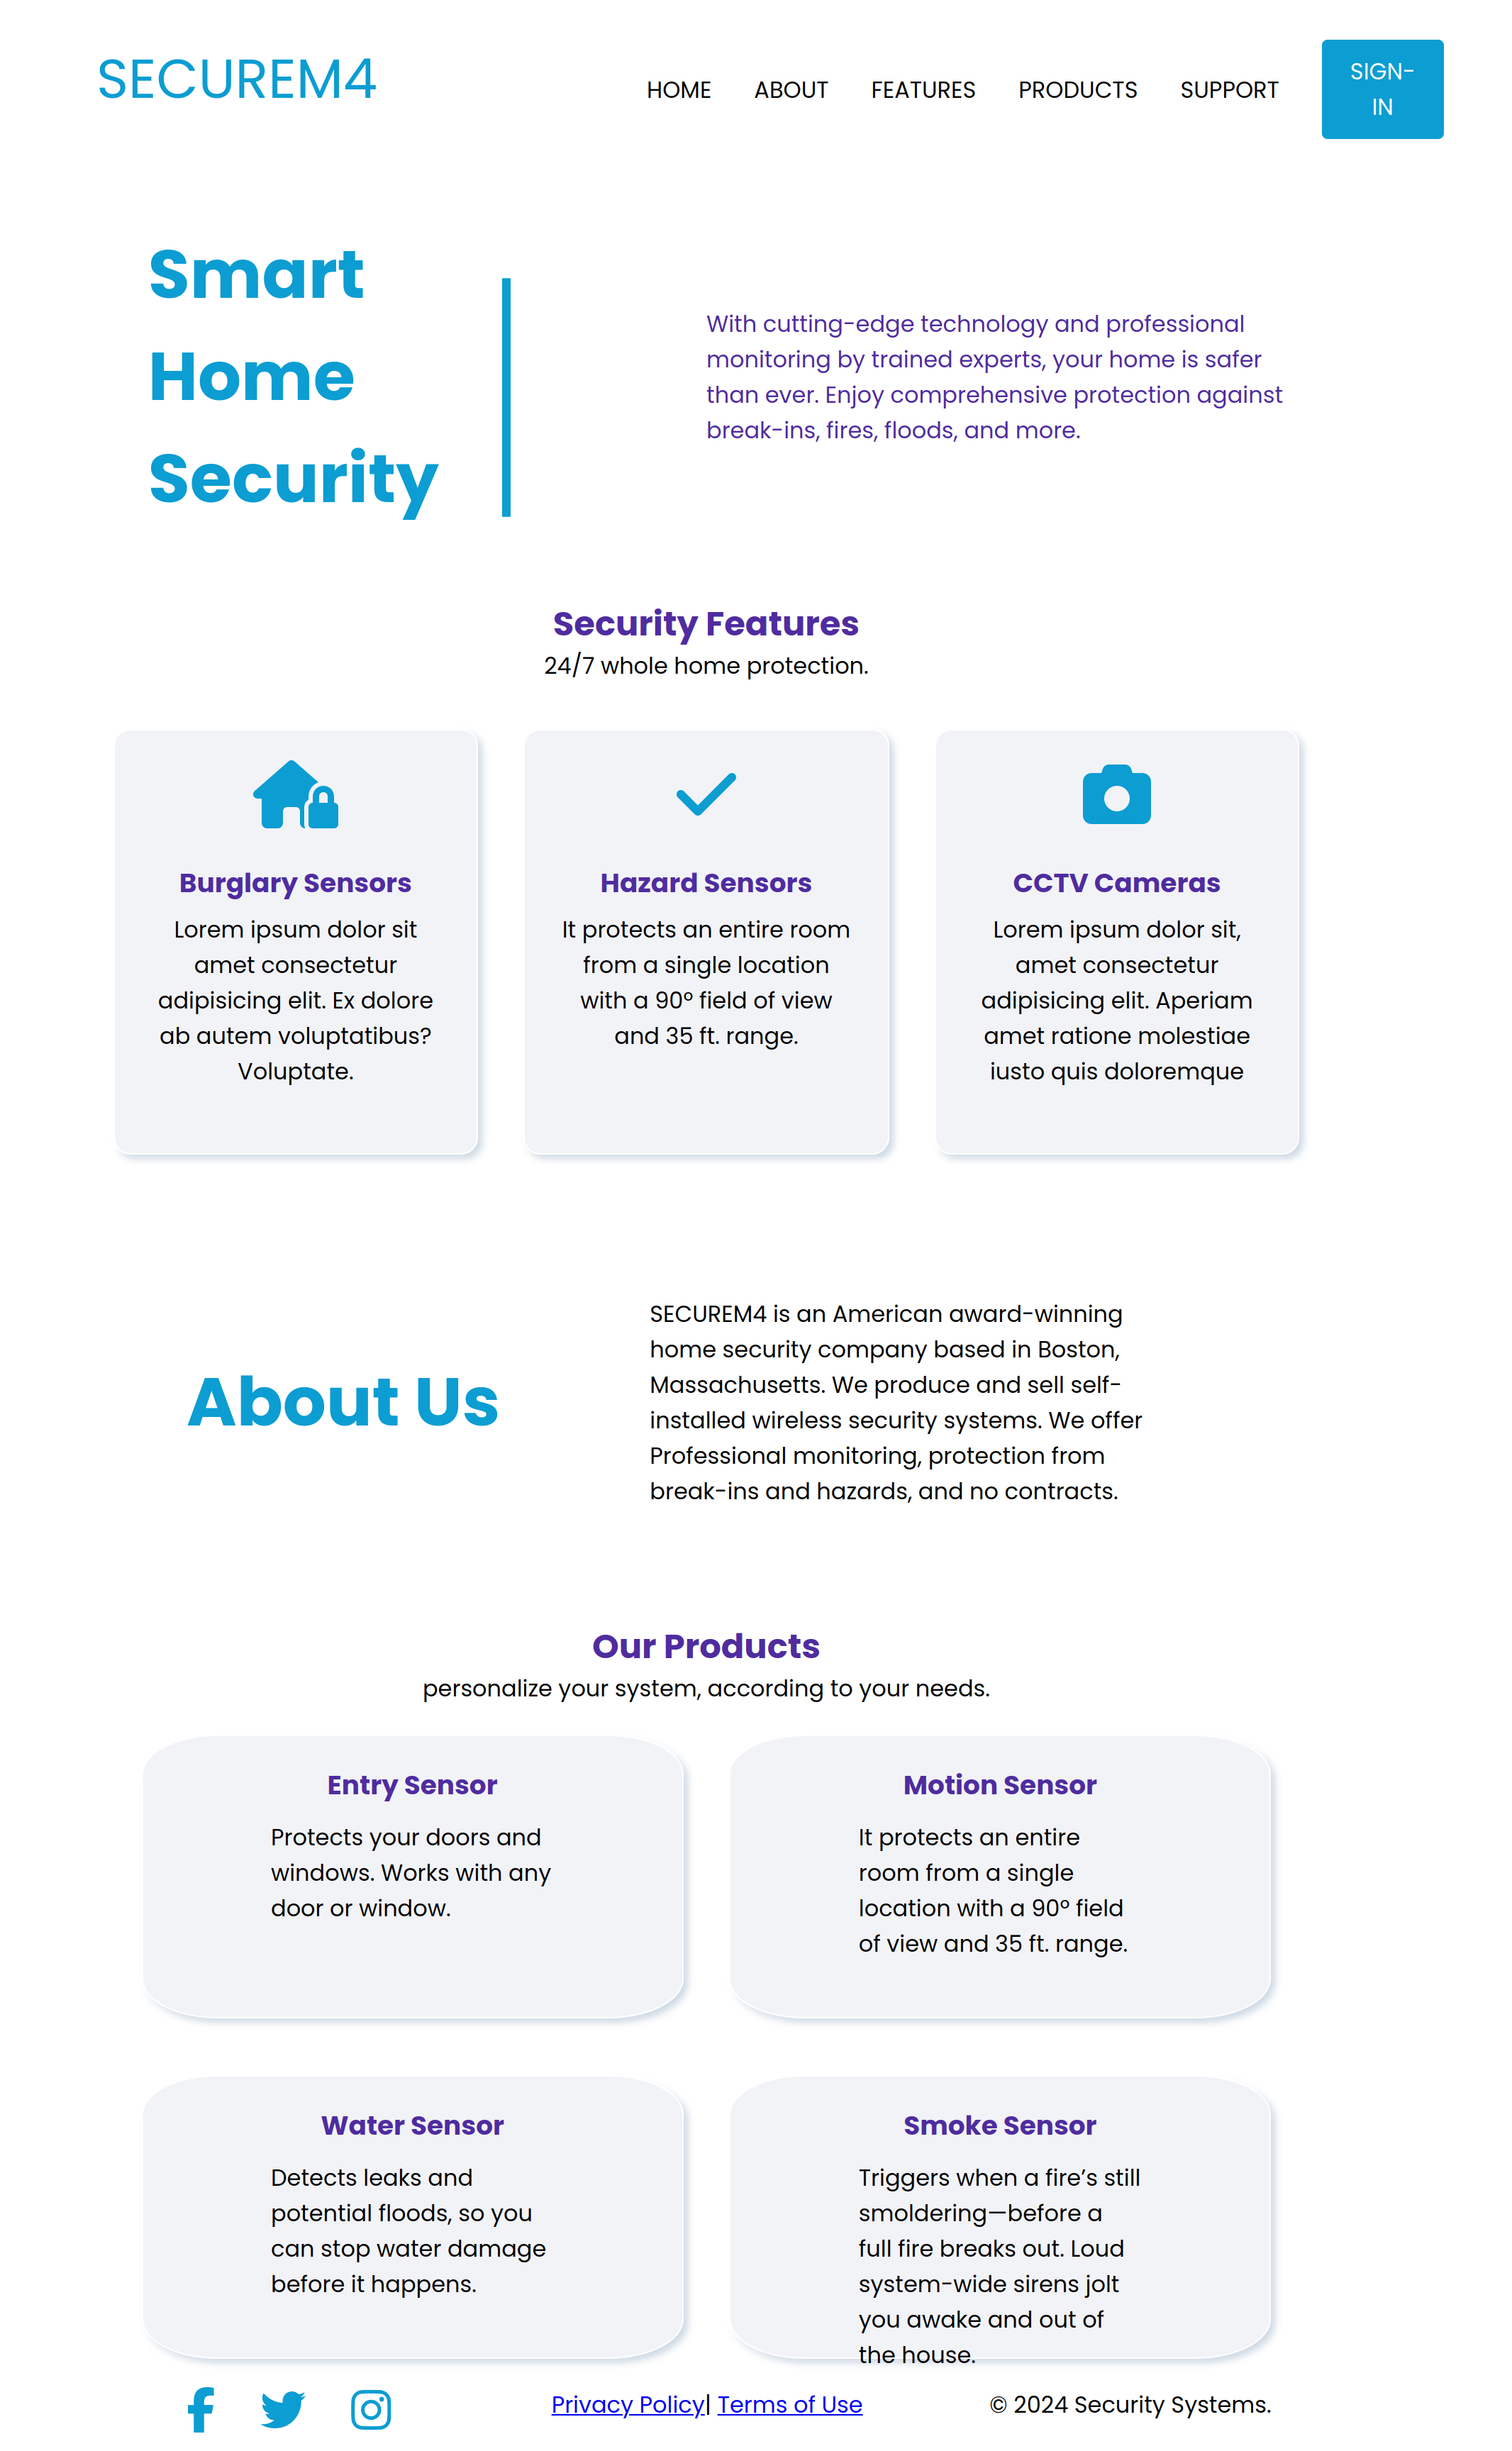 SECUREM4
HOME ABOUT FEATURES PRODUCTS SUPPORT
SIGN-
IN
Smart
Home
Security
With cutting-edge technology and professional
monitoring by trained experts, your home is safer
than ever. Enjoy comprehensive protection against
break-ins, fires, floods, and more.
Security Features
24/7 whole home protection.
Burglary Sensors
Lorem ipsum dolor sit
amet consectetur
adipisicing elit. Ex dolore
ab autem voluptatibus?
Voluptate.
Hazard Sensors
It protects an entire room
from a single location
with a 90° field of view
and 35 ft. range.
CCTV Cameras
Lorem ipsum dolor sit,
amet consectetur
adipisicing elit. Aperiam
amet ratione molestiae
iusto quis doloremque
About Us
SECUREM4 is an American award-winning
home security company based in Boston,
Massachusetts. We produce and sell self-
installed wireless security systems. We offer
Professional monitoring, protection from
break-ins and hazards, and no contracts.
Our Products
personalize your system, according to your needs.
Entry Sensor
Protects your doors and
windows. Works with any
door or window.
Motion Sensor
It protects an entire
room from a single
location with a 90° field
of view and 35 ft. range.
Water Sensor
Detects leaks and
potential floods, so you
can stop water damage
before it happens.
Smoke Sensor
Triggers when a fire’s still
smoldering—before a
full fire breaks out. Loud
system-wide sirens jolt
you awake and out of
the house.
Privacy Policy| Terms of Use
© 2024 Security Systems.